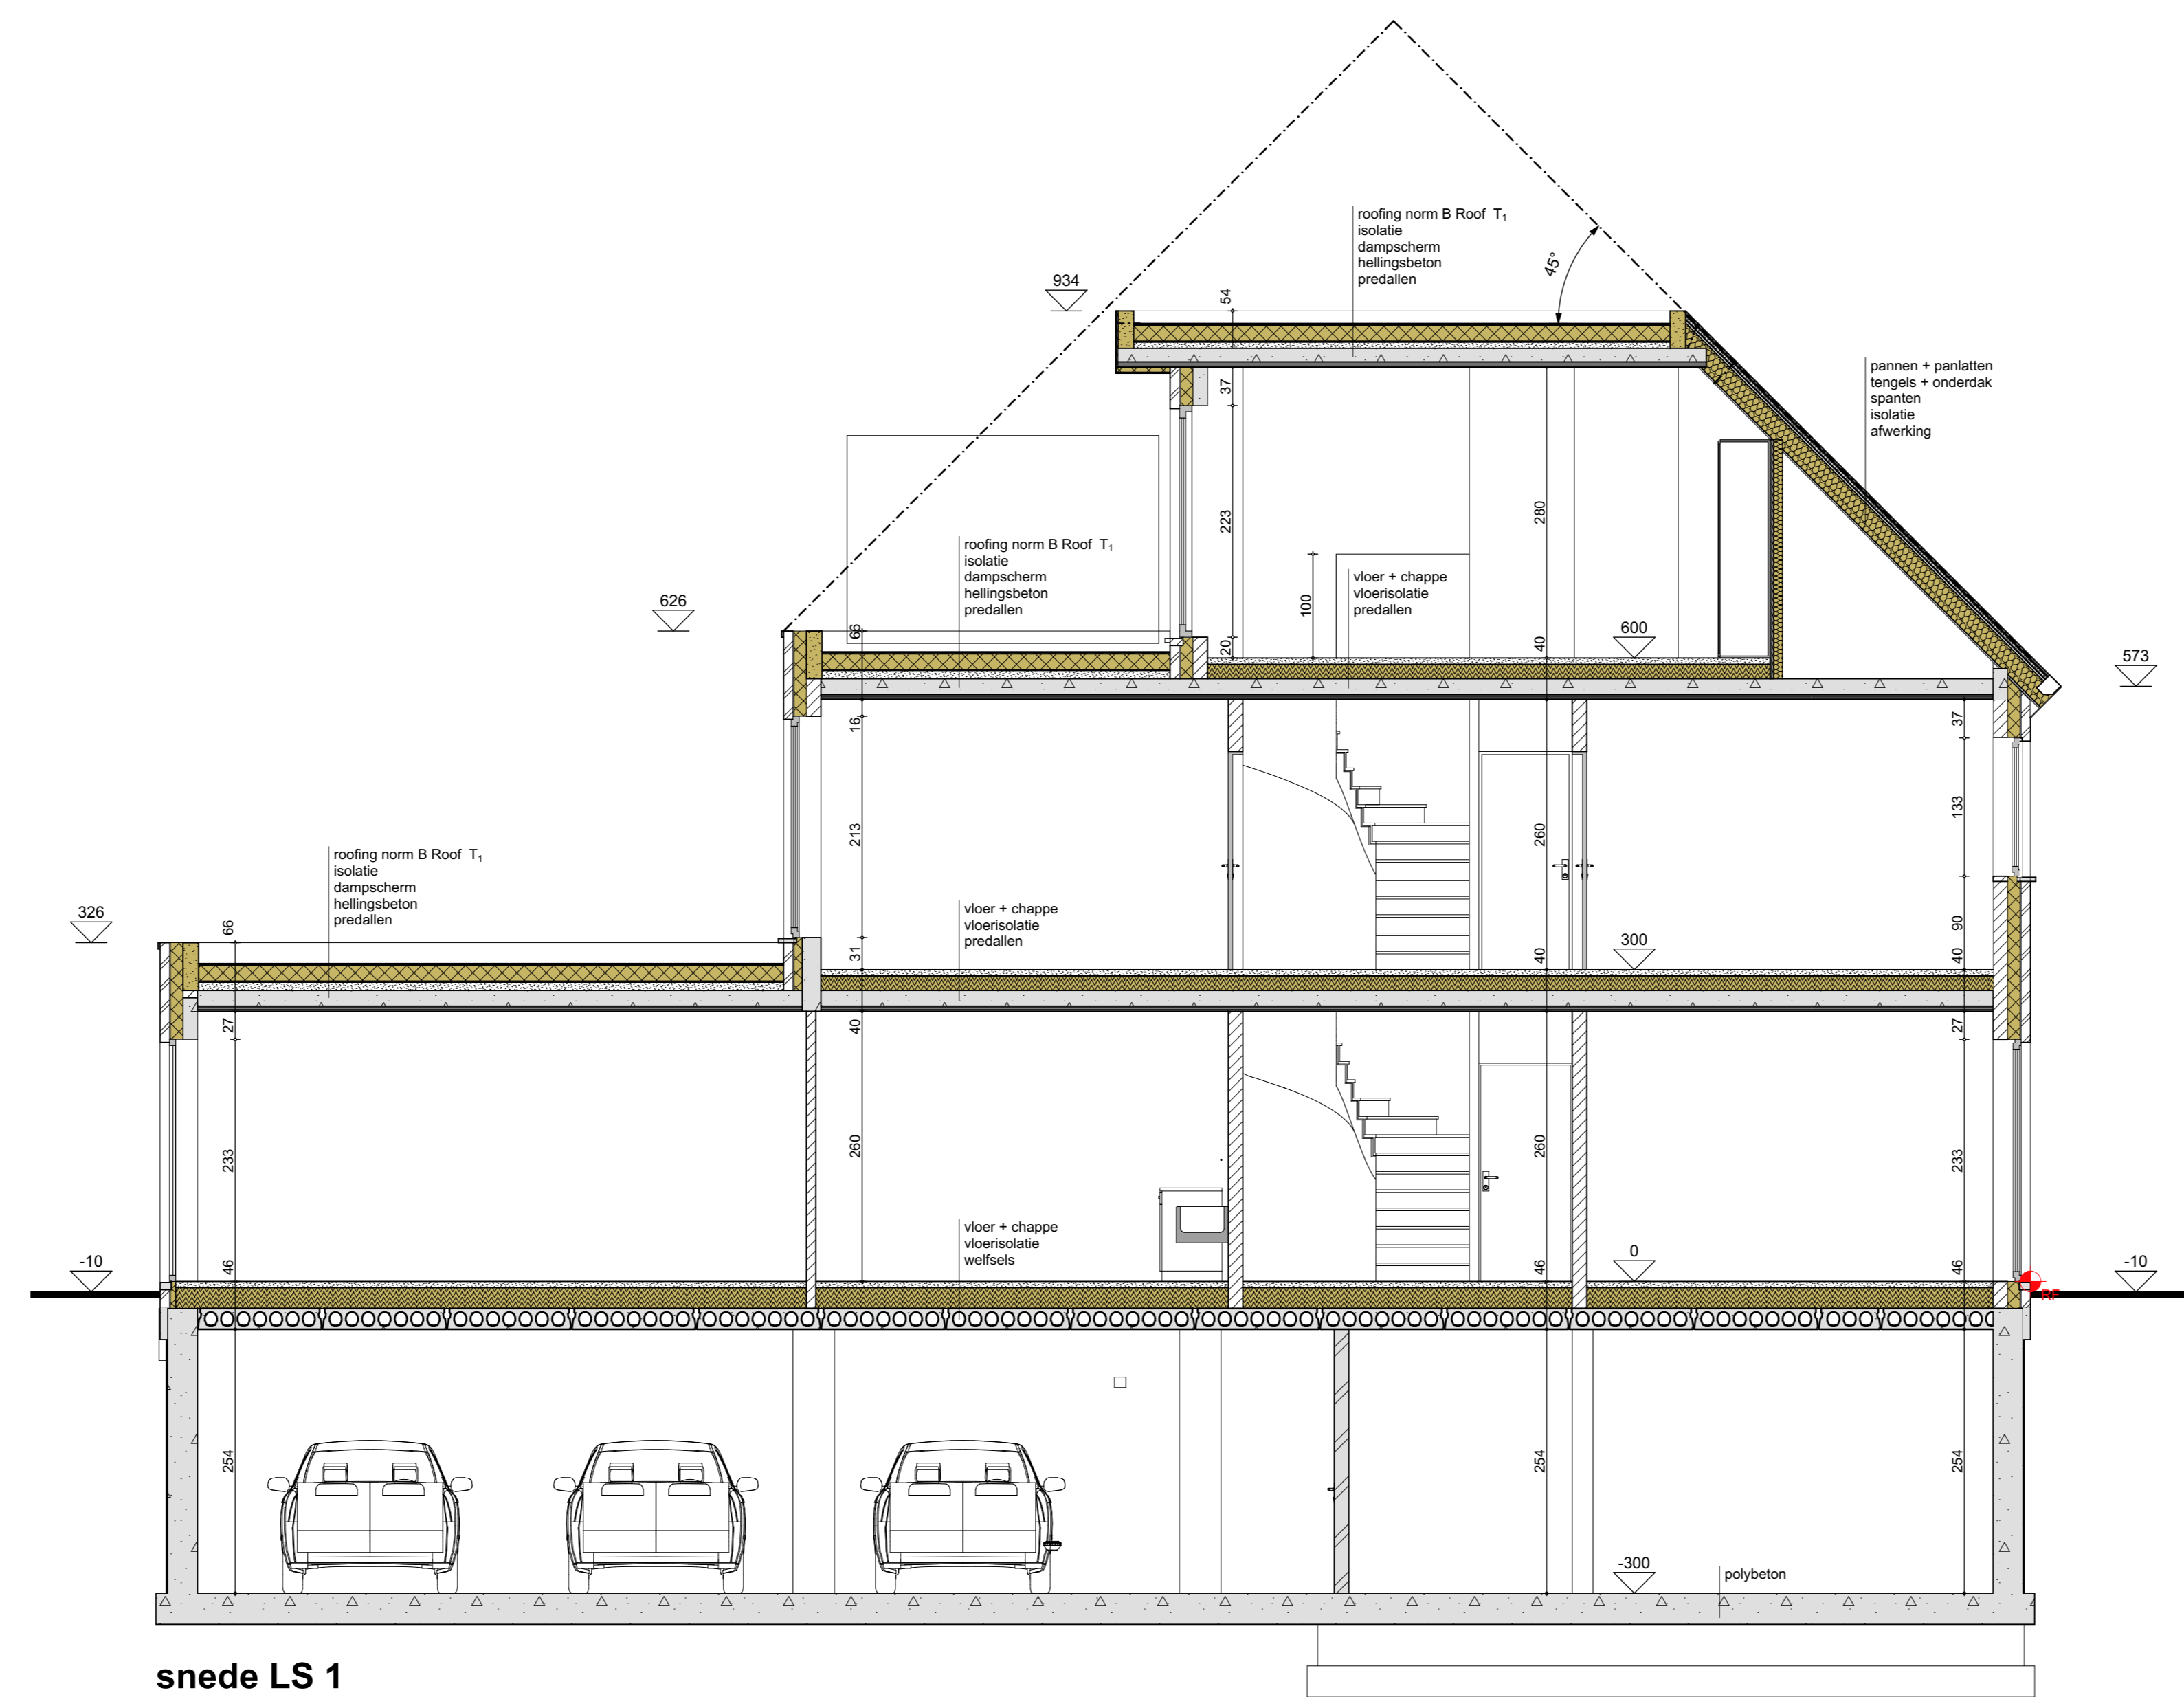 roofing norm B Roof T₁
isolatie
dampscherm
hellingsbeton
predallen
45°
934
54
pannen + panlatten
tengels + onderdak
spanten
isolatie
afwerking
37
223
280
roofing norm B Roof T₁
isolatie
dampscherm
hellingsbeton
predallen
vloer + chappe
vloerisolatie
predallen
100
626
66
20
40
600
573
16
37
213
260
133
roofing norm B Roof T₁
isolatie
dampscherm
hellingsbeton
predallen
vloer + chappe
vloerisolatie
predallen
326
66
31
40
300
90
40
27
40
27
233
260
260
233
vloer + chappe
vloerisolatie
welfsels
-10
46
46
0
46
-10
RF
254
254
254
-300
polybeton
snede LS 1